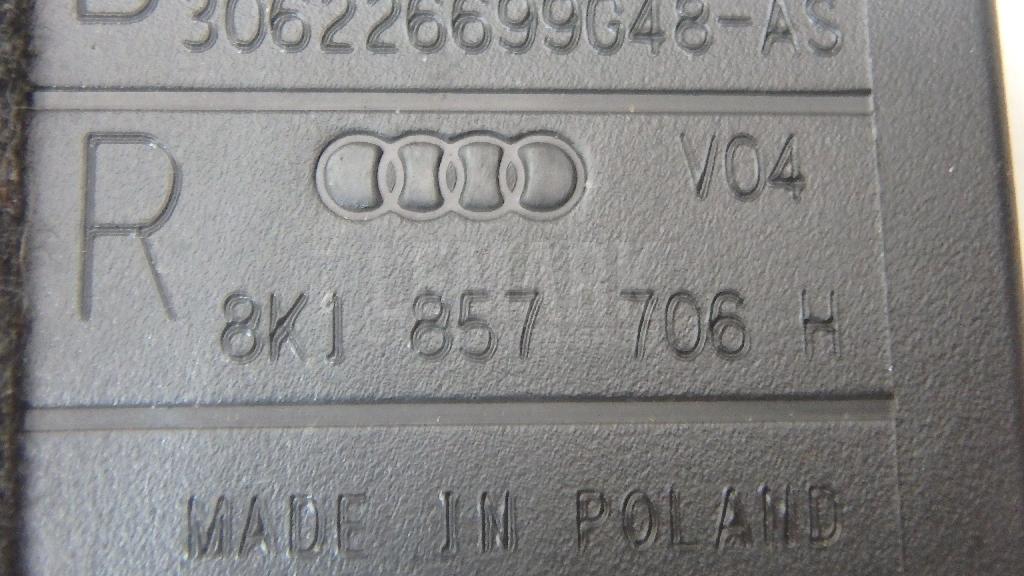 306226699G48-AS
R V04
8K1 857 706 H
MADE IN POLAND